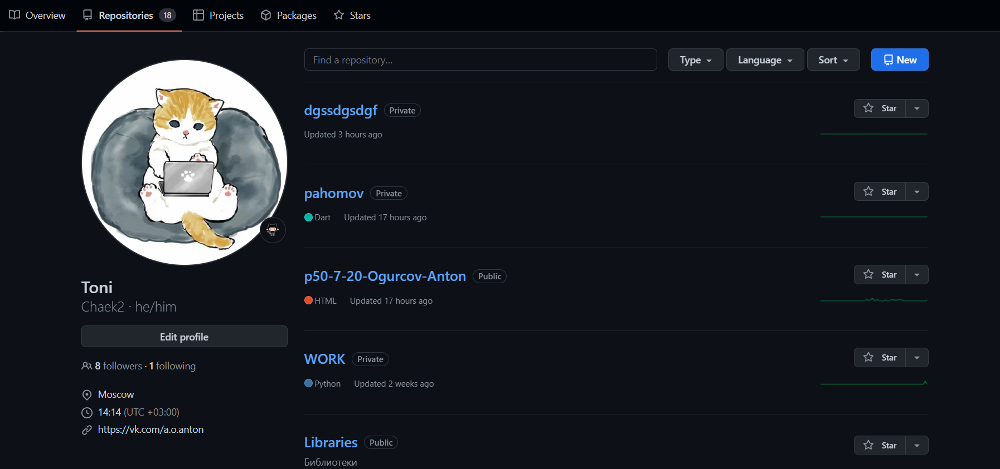 Overview Repositories 18 Projects Packages Stars
Find a repository...
Type Language Sort New
dgssdgsdgf Private Star
Updated 3 hours ago
pahomov Private Star
Dart Updated 17 hours ago
p50-7-20-Ogurcov-Anton Public Star
HTML Updated 17 hours ago
WORK Private Star
Python Updated 2 weeks ago
Libraries Public Star
Библиотеки
Toni
Chaek2 · he/him
Edit profile
8 followers · 1 following
Moscow
14:14 (UTC +03:00)
https://vk.com/a.o.anton